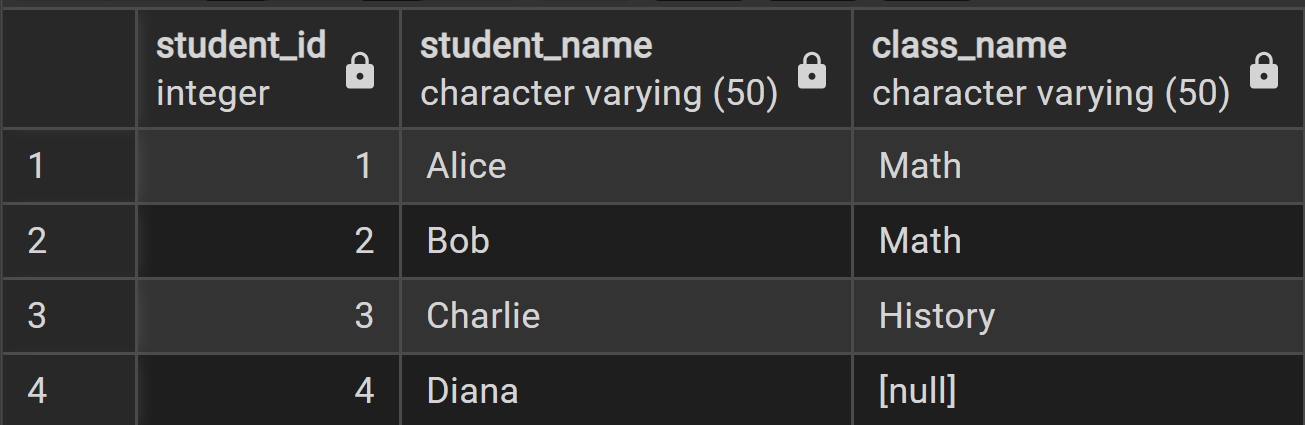 student_id student_name class_name
integer character varying (50) character varying (50)
1 1 Alice Math
2 2 Bob Math
3 3 Charlie History
4 4 Diana [null]